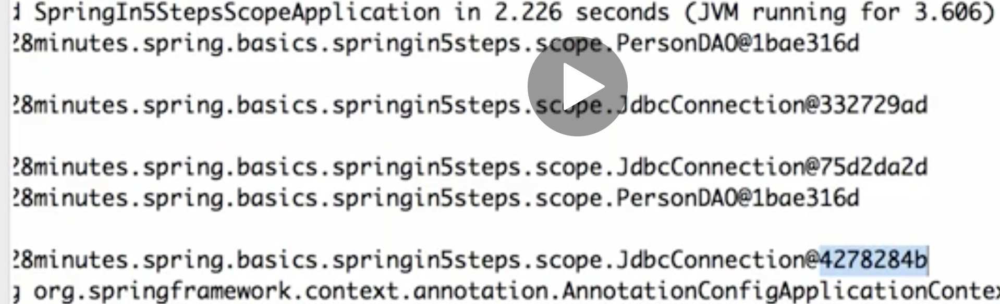 SpringIn5StepsScopeApplication in 2.226 seconds (JVM running for 3.606)
28minutes.spring.basics.springin5steps.scope.PersonDAO@1bae316d
28minutes.spring.basics.springin5steps.scope.JdbcConnection@332729ad
28minutes.spring.basics.springin5steps.scope.JdbcConnection@75d2da2d
28minutes.spring.basics.springin5steps.scope.PersonDAO@1bae316d
28minutes.spring.basics.springin5steps.scope.JdbcConnection@4278284b
org.springframework.context.annotation.AnnotationConfigApplicationContex